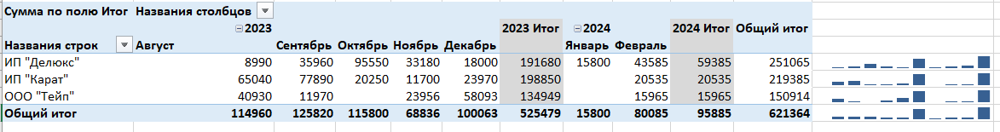 Сумма по полю Итог Названия столбцов
2023 2023 Итог 2024 2024 Итог Общий итог
Названия строк Август Сентябрь Октябрь Ноябрь Декабрь Январь Февраль
ИП "Делюкс" 8990 35960 95550 33180 18000 191680 15800 43585 59385 251065
ИП "Карат" 65040 77890 20250 11700 23970 198850 20535 20535 219385
ООО "Тейп" 40930 11970 23956 58093 134949 15965 15965 150914
Общий итог 114960 125820 115800 68836 100063 525479 15800 80085 95885 621364